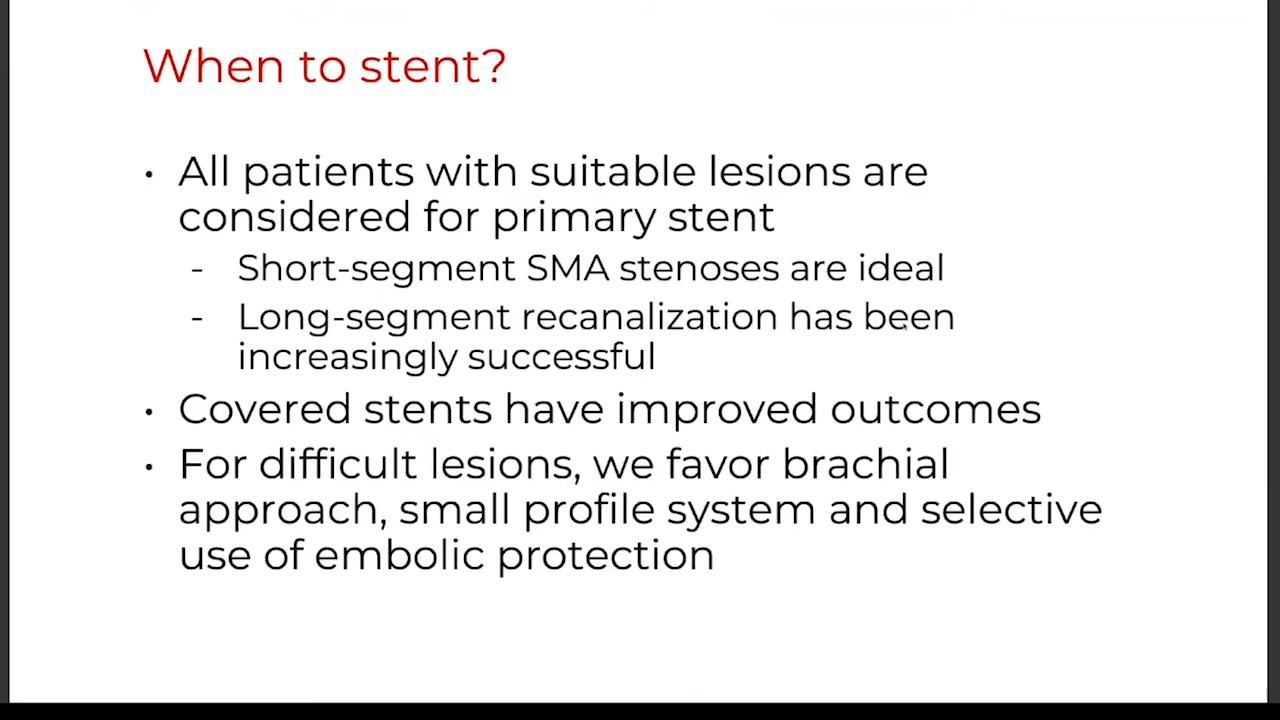 When to stent?
• All patients with suitable lesions are
considered for primary stent
- Short-segment SMA stenoses are ideal
- Long-segment recanalization has been
increasingly successful
• Covered stents have improved outcomes
• For difficult lesions, we favor brachial
approach, small profile system and selective
use of embolic protection